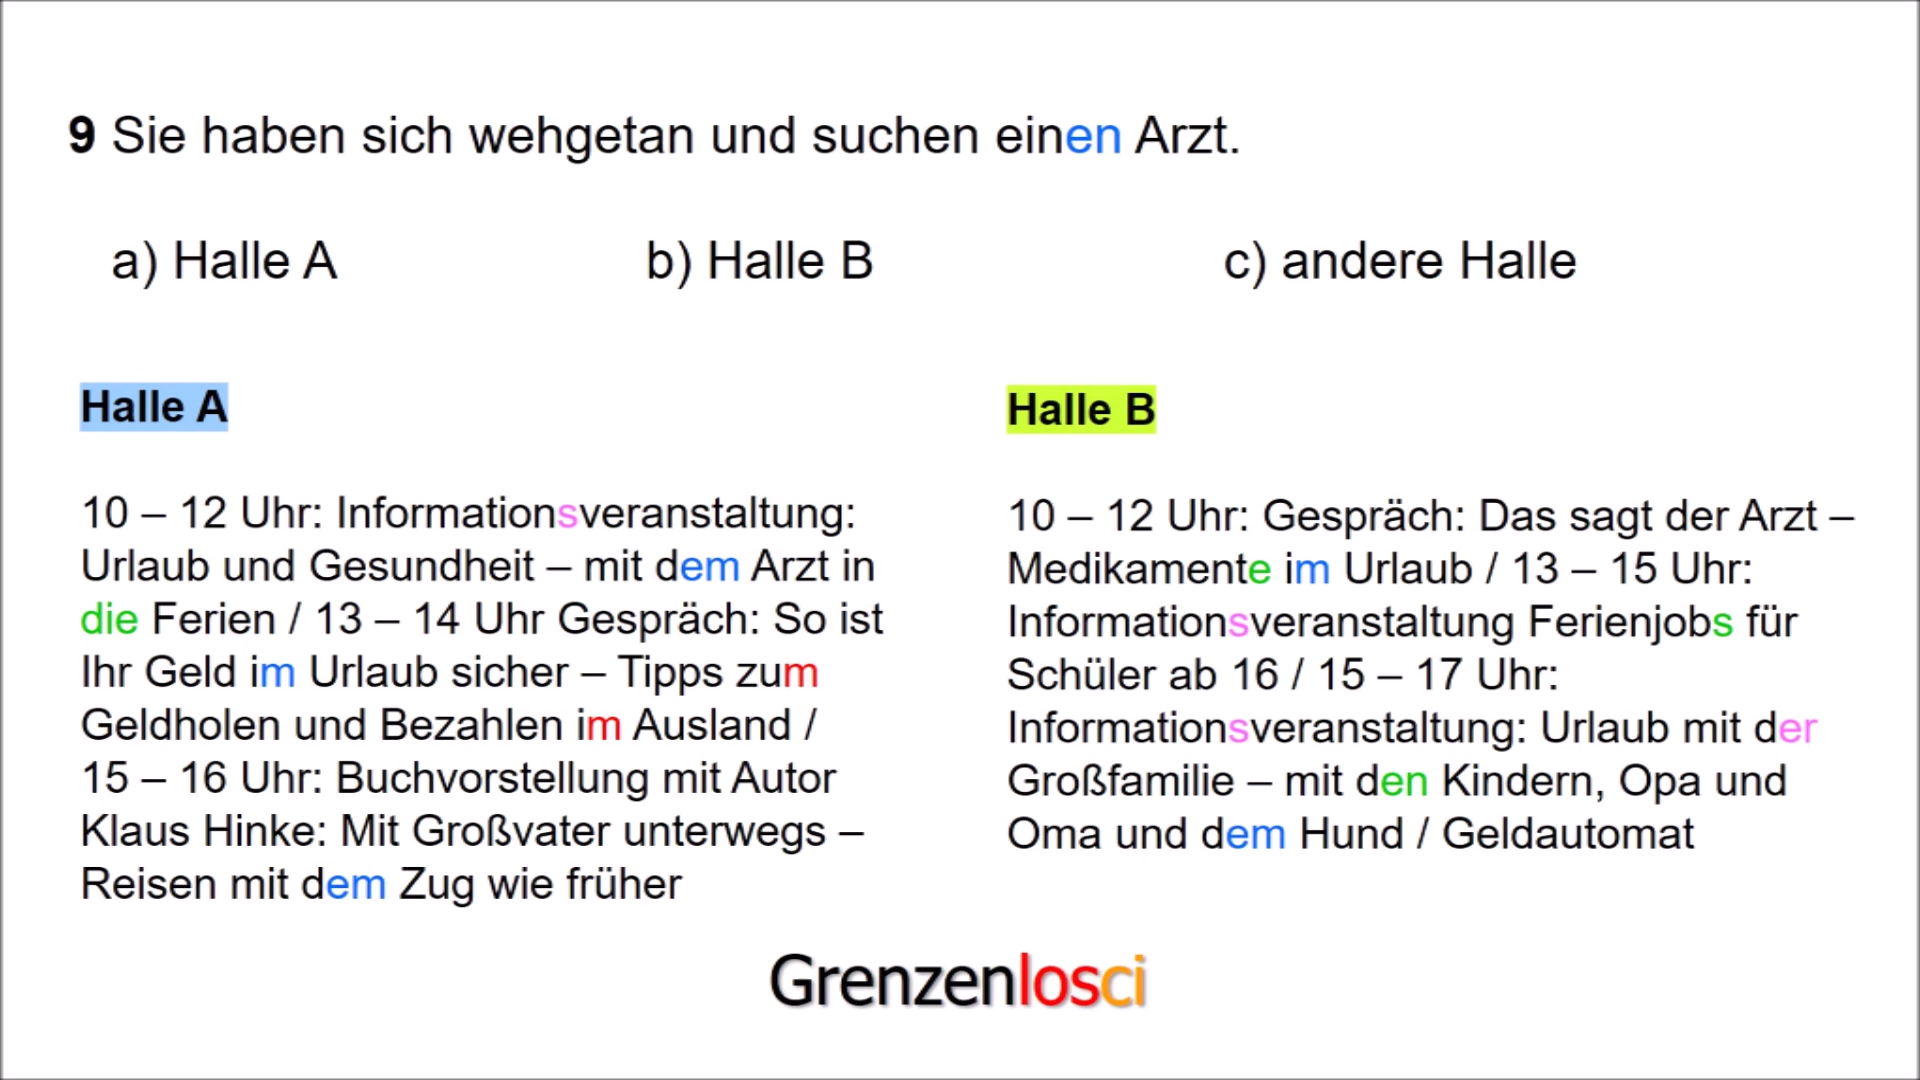 9 Sie haben sich wehgetan und suchen einen Arzt.
a) Halle A b) Halle B c) andere Halle
Halle A
10 – 12 Uhr: Informationsveranstaltung:
Urlaub und Gesundheit – mit dem Arzt in
die Ferien / 13 – 14 Uhr Gespräch: So ist
Ihr Geld im Urlaub sicher – Tipps zum
Geldholen und Bezahlen im Ausland /
15 – 16 Uhr: Buchvorstellung mit Autor
Klaus Hinke: Mit Großvater unterwegs –
Reisen mit dem Zug wie früher
Halle B
10 – 12 Uhr: Gespräch: Das sagt der Arzt –
Medikamente im Urlaub / 13 – 15 Uhr:
Informationsveranstaltung Ferienjobs für
Schüler ab 16 / 15 – 17 Uhr:
Informationsveranstaltung: Urlaub mit der
Großfamilie – mit den Kindern, Opa und
Oma und dem Hund / Geldautomat
Grenzenlosci